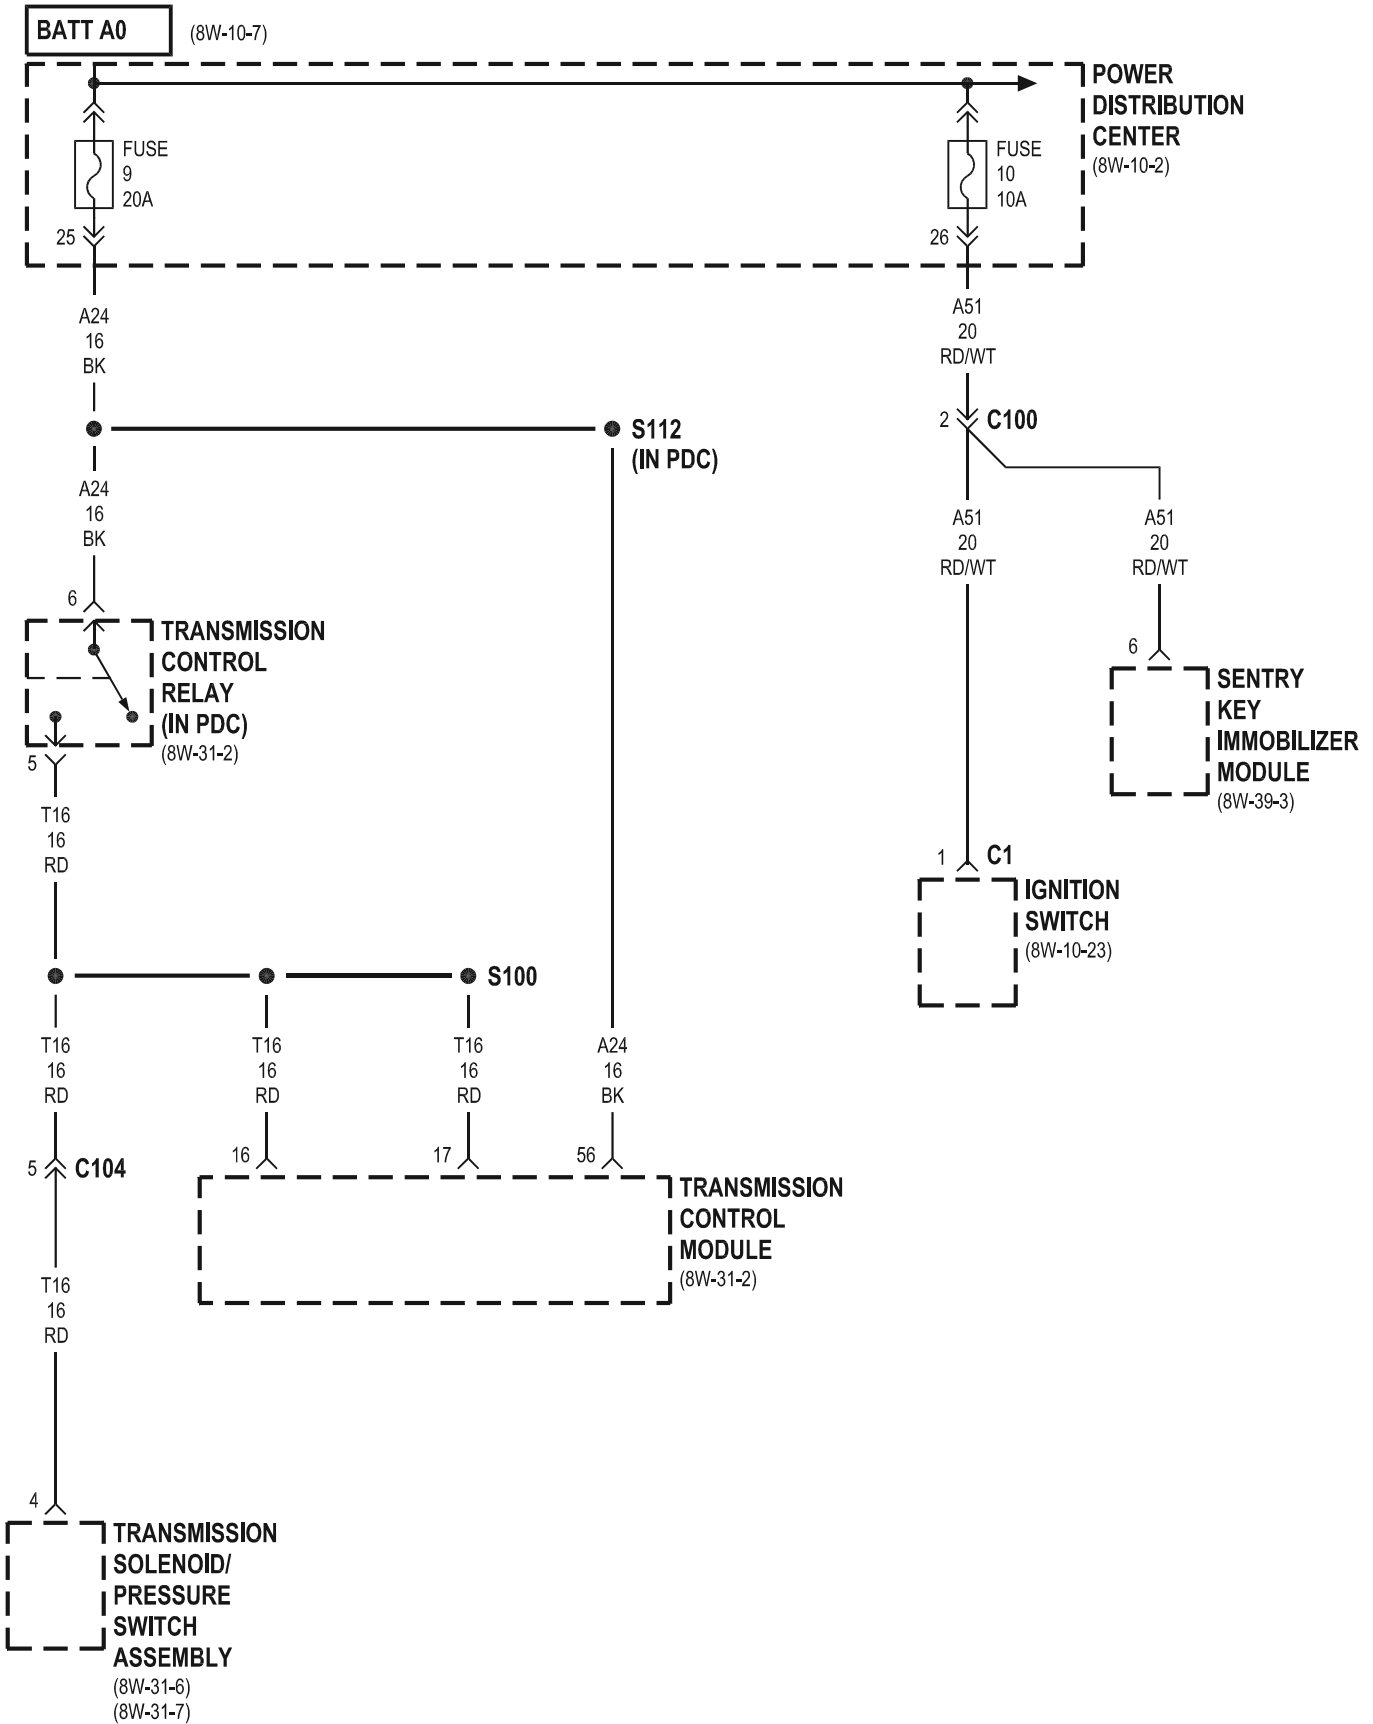 BATT A0
(8W-10-7)
POWER
DISTRIBUTION
CENTER
(8W-10-2)
FUSE
9
20A
25
FUSE
10
10A
26
A24
16
BK
A51
20
RD/WT
S112
(IN PDC)
2
C100
A24
16
BK
A51
20
RD/WT
A51
20
RD/WT
6
TRANSMISSION
CONTROL
RELAY
(IN PDC)
(8W-31-2)
5
6
SENTRY
KEY
IMMOBILIZER
MODULE
(8W-39-3)
T16
16
RD
1
C1
IGNITION
SWITCH
(8W-10-23)
S100
T16
16
RD
T16
16
RD
T16
16
RD
A24
16
BK
5
C104
16
17
56
TRANSMISSION
CONTROL
MODULE
(8W-31-2)
T16
16
RD
4
TRANSMISSION
SOLENOID/
PRESSURE
SWITCH
ASSEMBLY
(8W-31-6)
(8W-31-7)